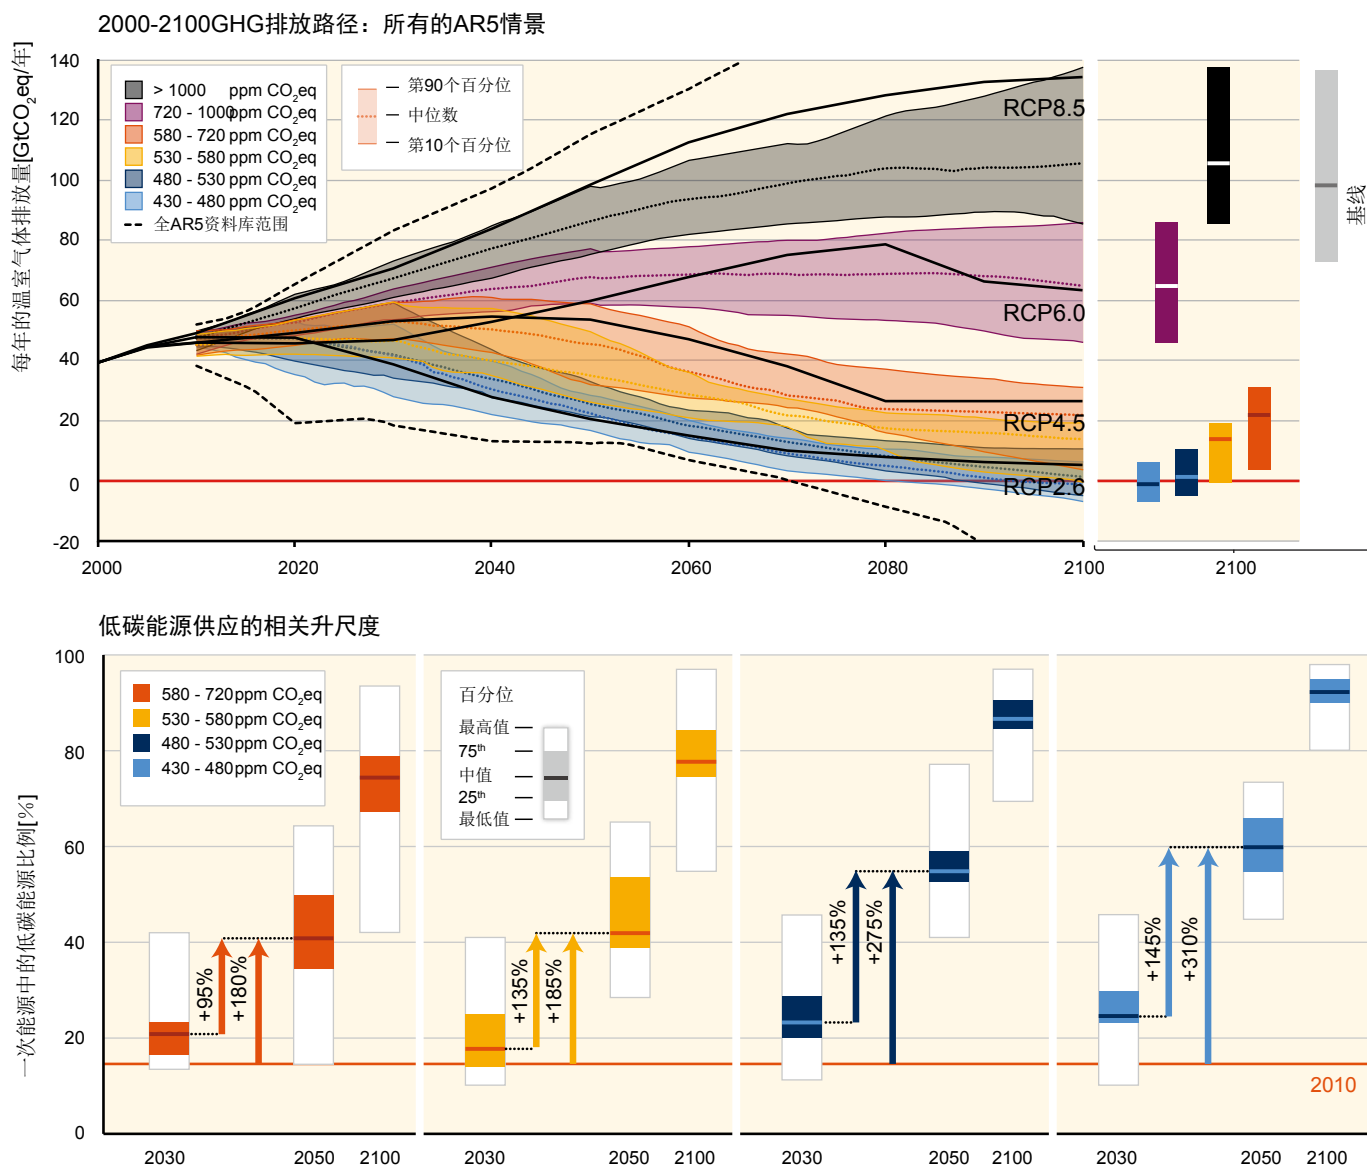 2000-2100GHG排放路径：所有的AR5情景
每年的温室气体排放量[GtCO2eq/年]
140
120
100
80
60
40
20
0
-20
> 1000 ppm CO2eq
720 - 1000 ppm CO2eq
580 - 720 ppm CO2eq
530 - 580 ppm CO2eq
480 - 530 ppm CO2eq
430 - 480 ppm CO2eq
全AR5资料库范围
第90个百分位
中位数
第10个百分位
RCP8.5
RCP6.0
RCP4.5
RCP2.6
基线
2000
2020
2040
2060
2080
2100
2100
低碳能源供应的相关升尺度
一次能源中的低碳能源比例[%]
100
80
60
40
20
0
580 - 720ppm CO2eq
530 - 580ppm CO2eq
480 - 530ppm CO2eq
430 - 480ppm CO2eq
百分位
最高值
75th
中值
25th
最低值
+95%
+180%
+135%
+185%
+135%
+275%
+145%
+310%
2010
2030
2050
2100
2030
2050
2100
2030
2050
2100
2030
2050
2100